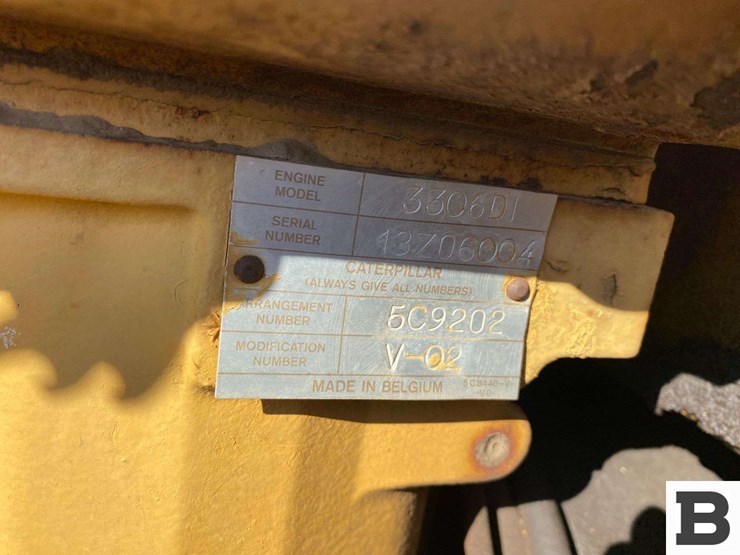 ENGINE
MODEL
3306DI
SERIAL
NUMBER
13Z06004
CATERPILLAR
(ALWAYS GIVE ALL NUMBERS)
ARRANGEMENT
NUMBER
5C9202
MODIFICATION
NUMBER
V-02
MADE IN BELGIUM
B